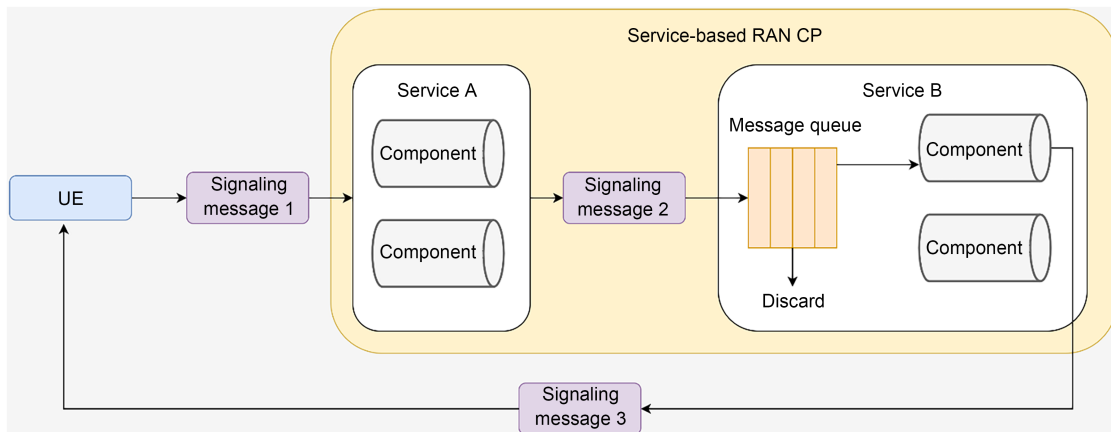 Service-based RAN CP
Service A
Service B
Message queue
Component
Component
Component
Component
UE
Signaling
message 1
Signaling
message 2
Discard
Signaling
message 3